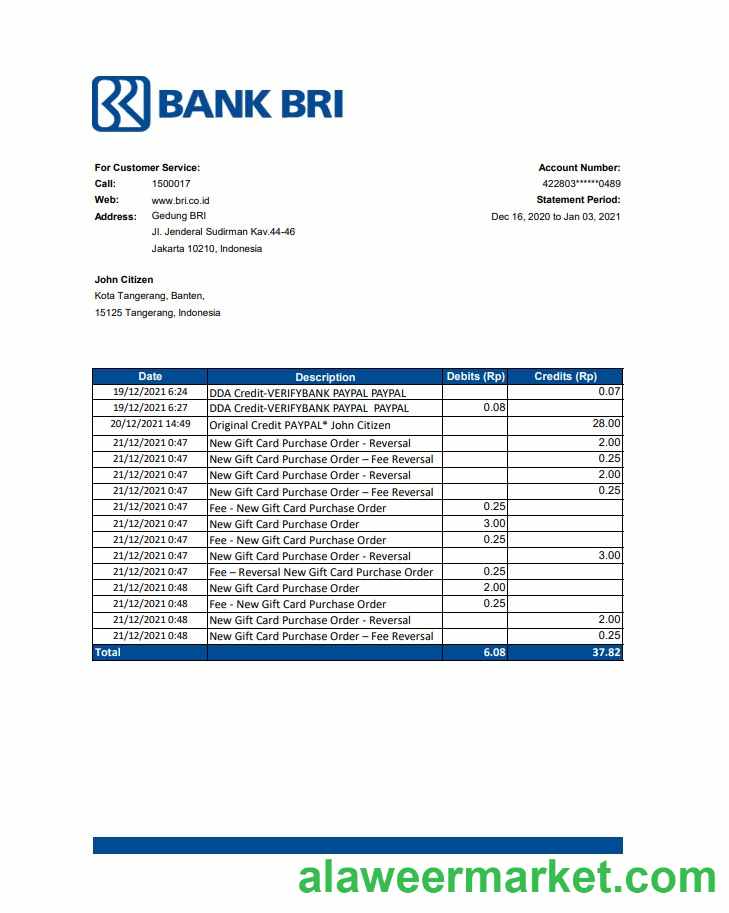 BANK BRI
For Customer Service:
Call: 1500017
Web: www.bri.co.id
Address: Gedung BRI
Jl. Jenderal Sudirman Kav.44-46
Jakarta 10210, Indonesia
Account Number:
422803******0489
Statement Period:
Dec 16, 2020 to Jan 03, 2021
John Citizen
Kota Tangerang, Banten,
15125 Tangerang, Indonesia
Date Description Debits (Rp) Credits (Rp)
19/12/2021 6:24 DDA Credit-VERIFYBANK PAYPAL PAYPAL 0.07
19/12/2021 6:27 DDA Credit-VERIFYBANK PAYPAL PAYPAL 0.08
20/12/2021 14:49 Original Credit PAYPAL* John Citizen 28.00
21/12/2021 0:47 New Gift Card Purchase Order - Reversal 2.00
21/12/2021 0:47 New Gift Card Purchase Order – Fee Reversal 0.25
21/12/2021 0:47 New Gift Card Purchase Order - Reversal 2.00
21/12/2021 0:47 New Gift Card Purchase Order – Fee Reversal 0.25
21/12/2021 0:47 Fee - New Gift Card Purchase Order 0.25
21/12/2021 0:47 New Gift Card Purchase Order 3.00
21/12/2021 0:47 Fee - New Gift Card Purchase Order 0.25
21/12/2021 0:47 New Gift Card Purchase Order - Reversal 3.00
21/12/2021 0:47 Fee – Reversal New Gift Card Purchase Order 0.25
21/12/2021 0:48 New Gift Card Purchase Order 2.00
21/12/2021 0:48 Fee - New Gift Card Purchase Order 0.25
21/12/2021 0:48 New Gift Card Purchase Order - Reversal 2.00
21/12/2021 0:48 New Gift Card Purchase Order – Fee Reversal 0.25
Total 6.08 37.82
alaweermarket.com